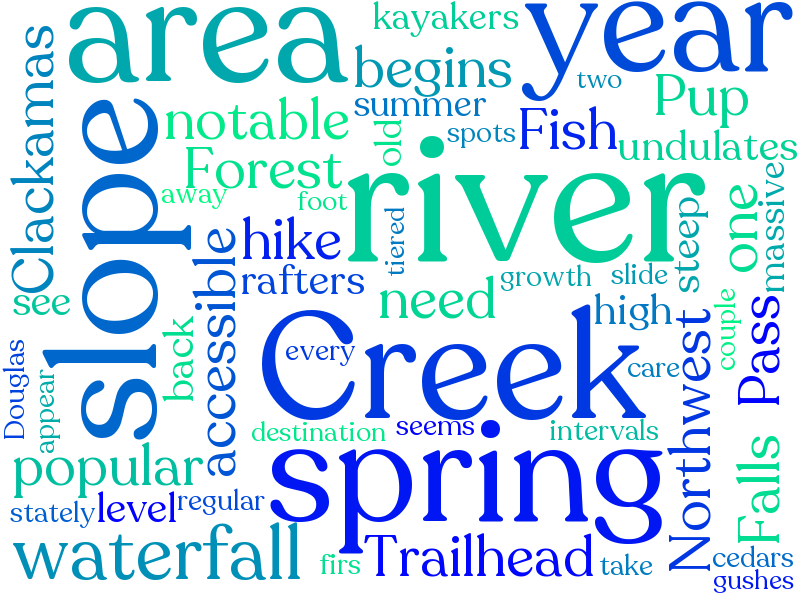 area
kayakers
year
begins
two
Clackamas
summer
Pup
slope
notable
old
spots
Fish
undulates
Forest
river
away
foot
one
massive
hike
tiered
steep
rafters
growth
slide
see
accessible
need
high
back
Creek
couple
Pass
Douglas
every
care
Northwest
appear
destination
seems
intervals
popular
spring
Falls
stately
level
regular
waterfall
firs
Trailhead
take
cedars
gushes